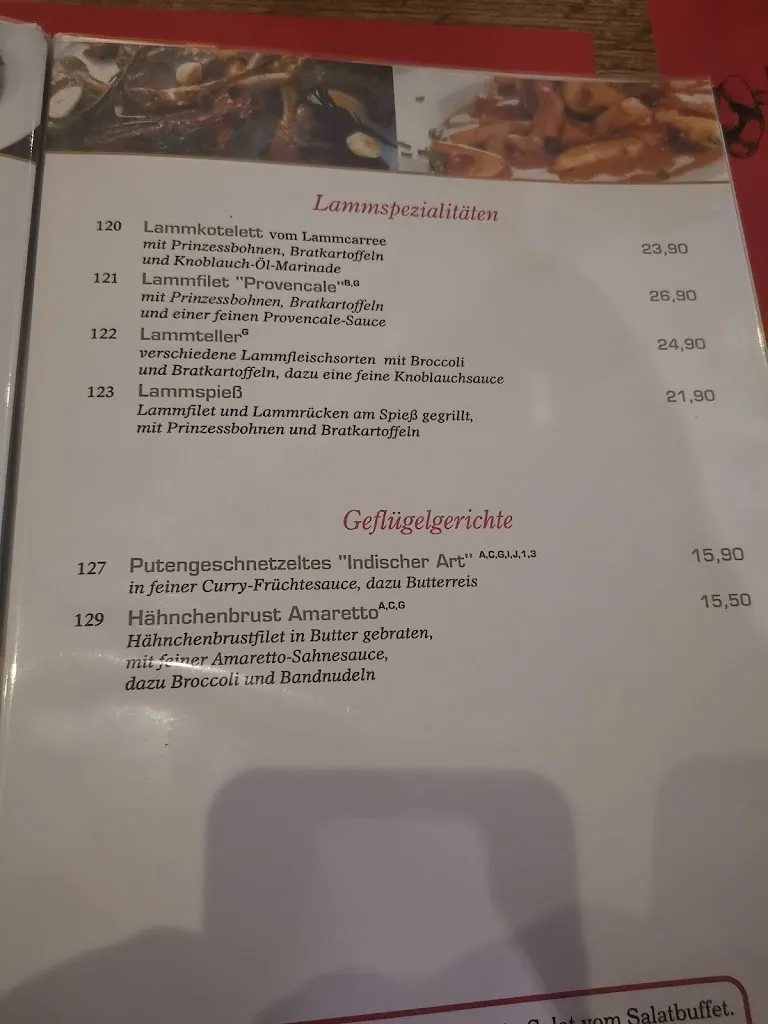 Lammspezialitäten
120 Lammkotelett vom Lammcarree
mit Prinzessbohnen, Bratkartoffeln 23,90
und Knoblauch-Öl-Marinade
121 Lammfilet "Provencale"B,G
mit Prinzessbohnen, Bratkartoffeln 26,90
und einer feinen Provencale-Sauce
122 LammtellerG 24,90
verschiedene Lammfleischsorten mit Broccoli
und Bratkartoffeln, dazu eine feine Knoblauchsauce
123 Lammspieß 21,90
Lammfilet und Lammrücken am Spieß gegrillt,
mit Prinzessbohnen und Bratkartoffeln
Geflügelgerichte
127 Putengeschnetzeltes "Indischer Art" A,C,G,I,J,1,3 15,90
in feiner Curry-Früchtesauce, dazu Butterreis
129 Hähnchenbrust AmarettoA,C,G 15,50
Hähnchenbrustfilet in Butter gebraten,
mit feiner Amaretto-Sahnesauce,
dazu Broccoli und Bandnudeln
vom Salatbuffet.